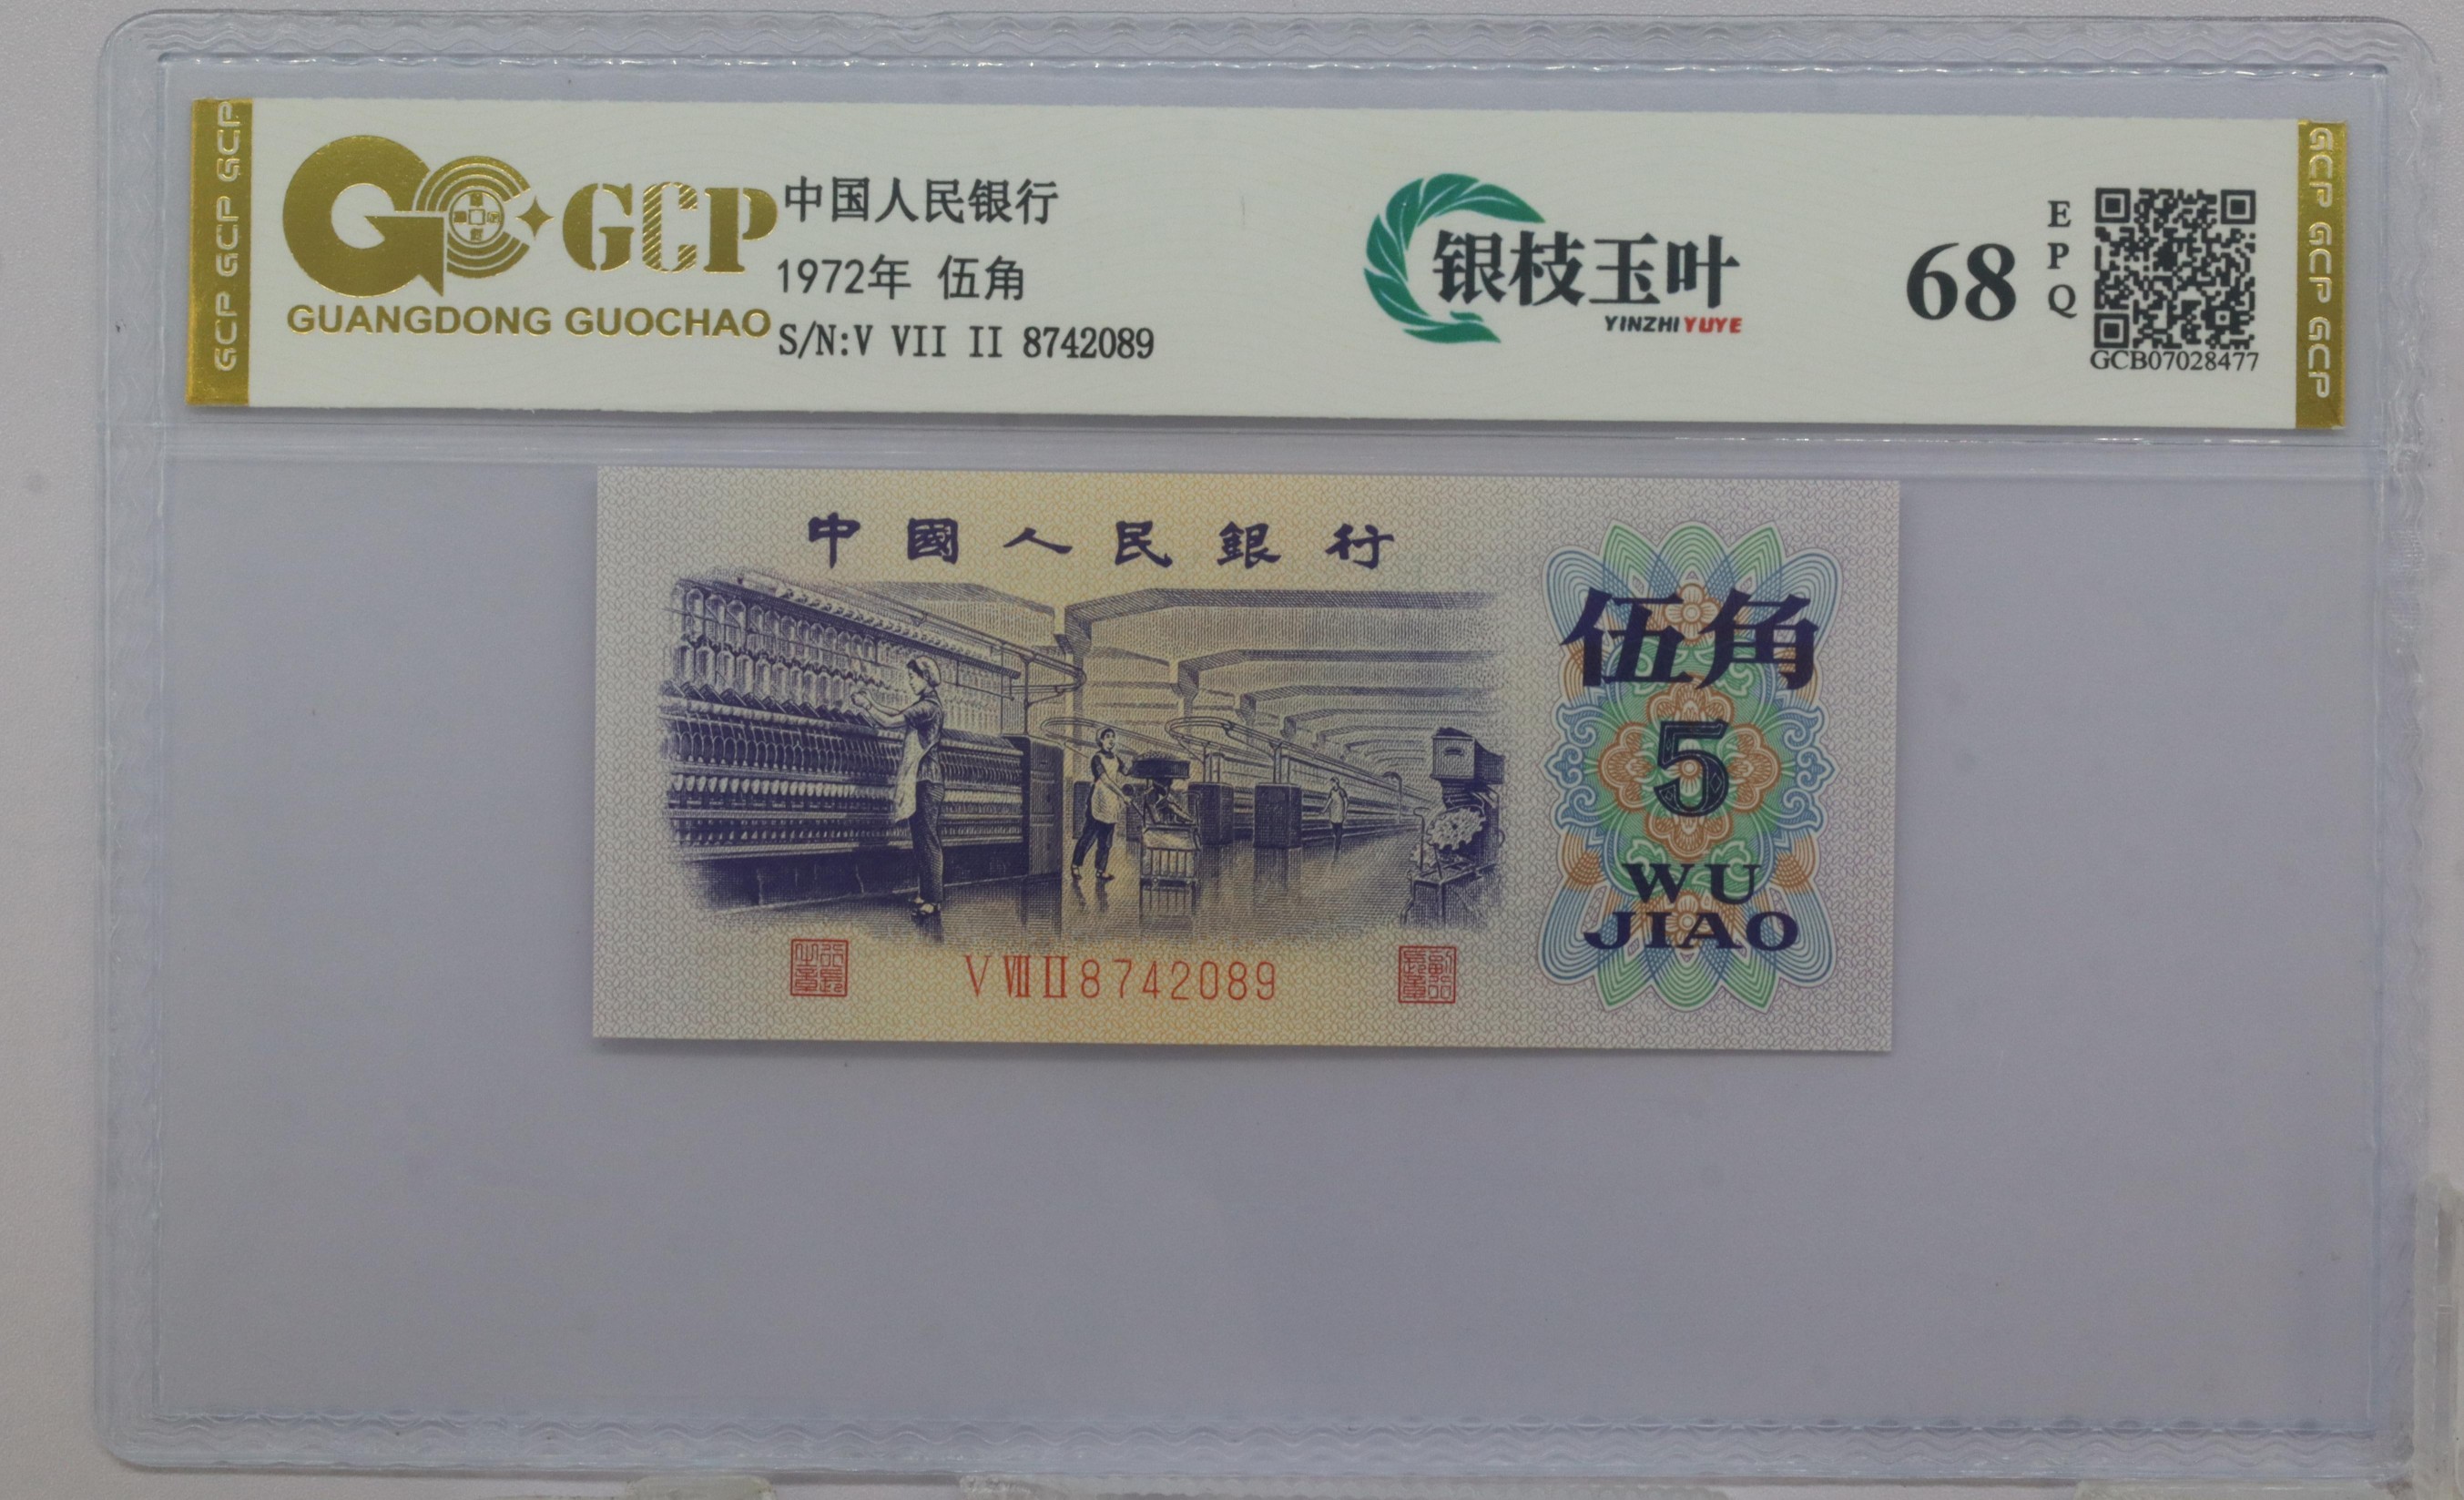 GCP GCP GCP
GCP
GUANGDONG GUOCHAO
中国人民银行
1972年 伍角
S/N:V VII II 8742089
银枝玉叶
YINZHIYUYE
68
EPQ
GCB07028477
GCP GCP GCP
中國人民銀行
伍角
5
WU
JIAO
V VII II 8742089